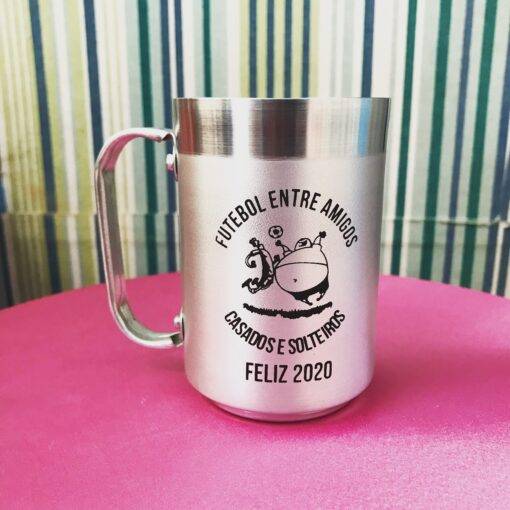 FUTEBOL ENTRE AMIGOS
CASADOS E SOLTEIROS
FELIZ 2020